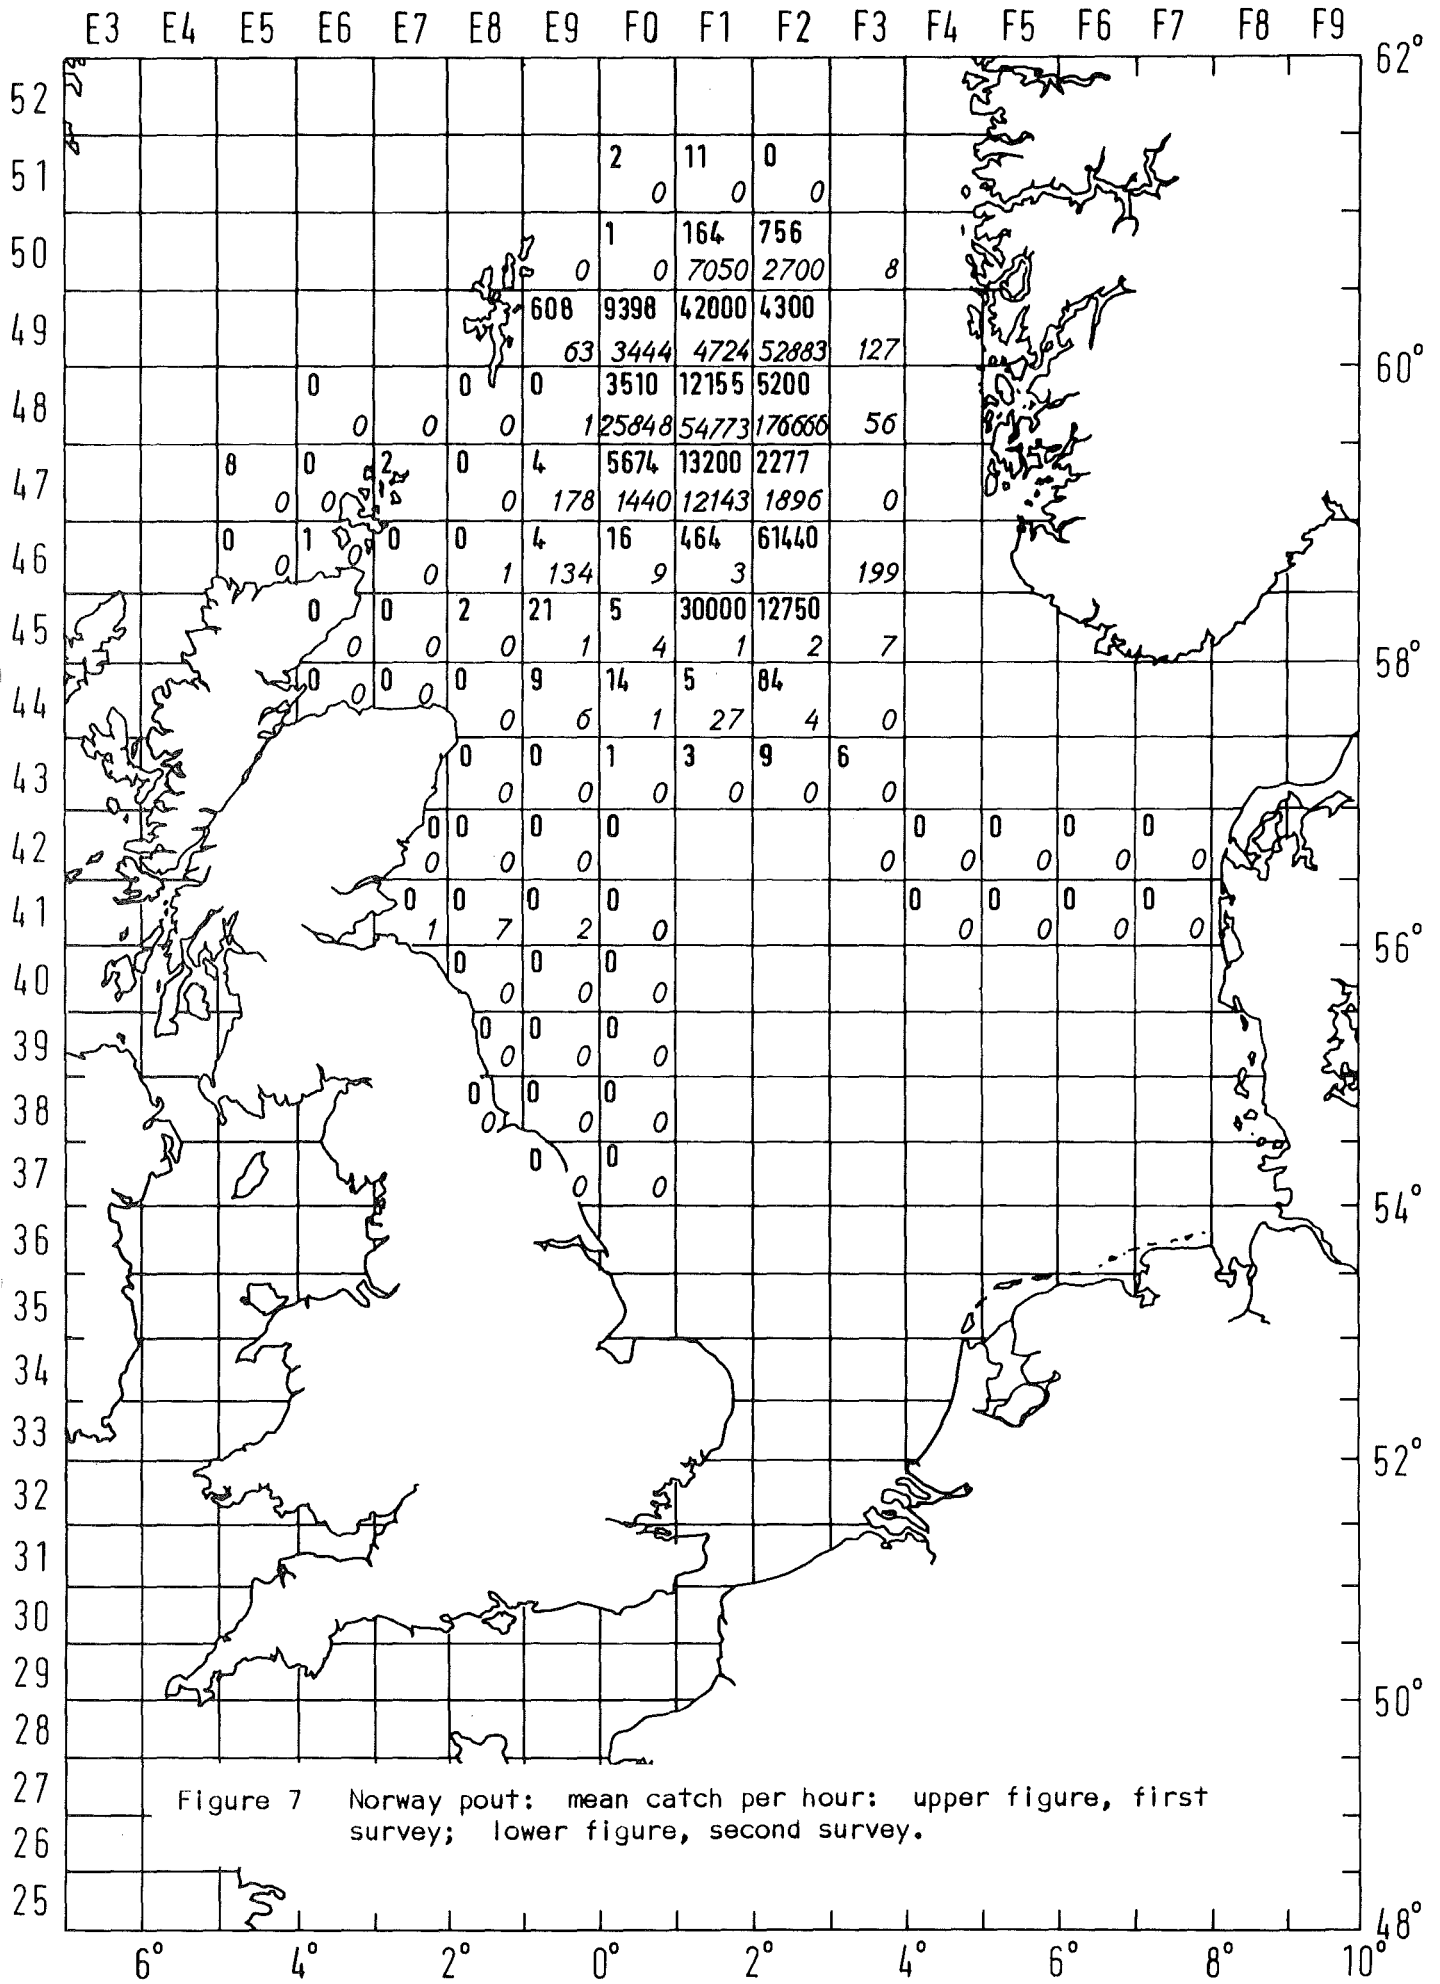 E3 E4 E5 E6 E7 E8 E9 F0 F1 F2 F3 F4 F5 F6 F7 F8 F9
62°
52
2 11 0
51
0 0 0
1 164 756
50
0 0 7050 2700 8
608 9398 42000 4300
49
63 3444 4724 52883 127
60°
0 0 0 3510 12155 5200
48
0 0 0 1 25848 54773 176666 56
8 0 2 0 4 5674 13200 2277
47
0 0 0 178 1440 12143 1896 0
0 1 0 0 4 16 464 61440
46
0 0 0 1 134 9 3 199
0 0 2 21 5 30000 12750
45
0 0 0 1 4 1 2 7
58°
0 0 0 9 14 5 84
44
0 0 0 6 1 27 4 0
0 0 1 3 9 6
43
0 0 0 0 0 0
0 0 0 0 0 0 0 0
42
0 0 0 0 0 0 0 0
0 0 0 0 0 0 0 0
41
1 7 2 0 0 0 0 0
56°
0 0 0
40
0 0 0
0 0 0
39
0 0 0
0 0 0
38
0 0 0
0 0
37
0 0
54°
36
35
34
33
52°
32
31
30
29
50°
28
27
Figure 7 Norway pout: mean catch per hour: upper figure, first
survey; lower figure, second survey.
26
25
48°
6° 4° 2° 0° 2° 4° 6° 8° 10°